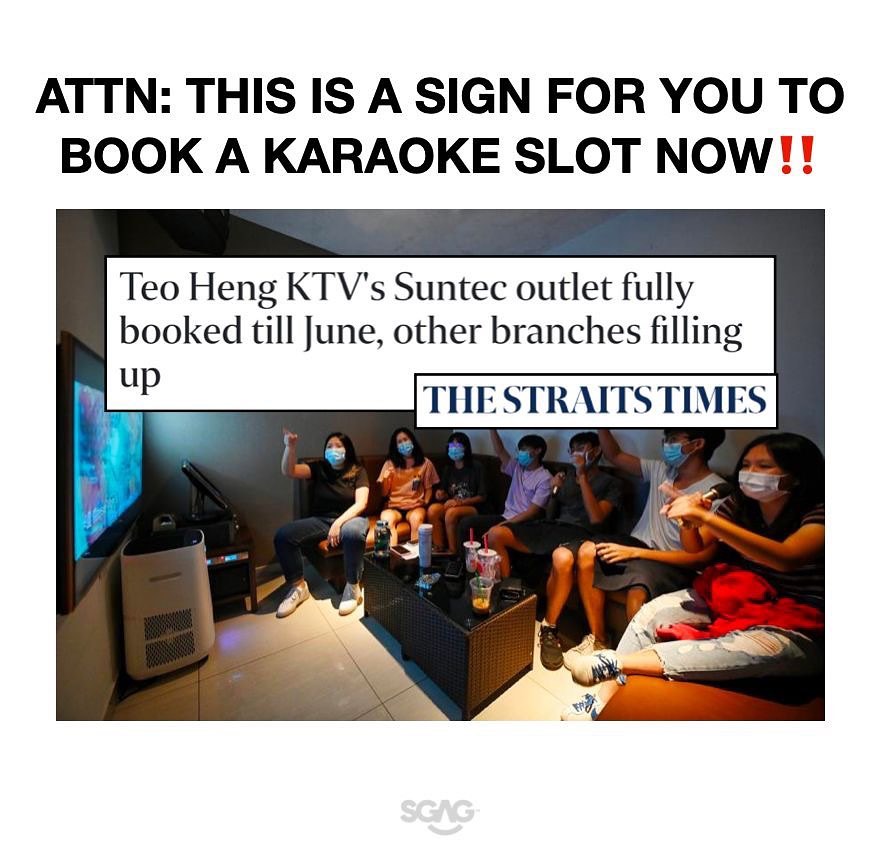 ATTN: THIS IS A SIGN FOR YOU TO
BOOK A KARAOKE SLOT NOW‼️
Teo Heng KTV's Suntec outlet fully
booked till June, other branches filling
up
THE STRAITS TIMES
SGAG